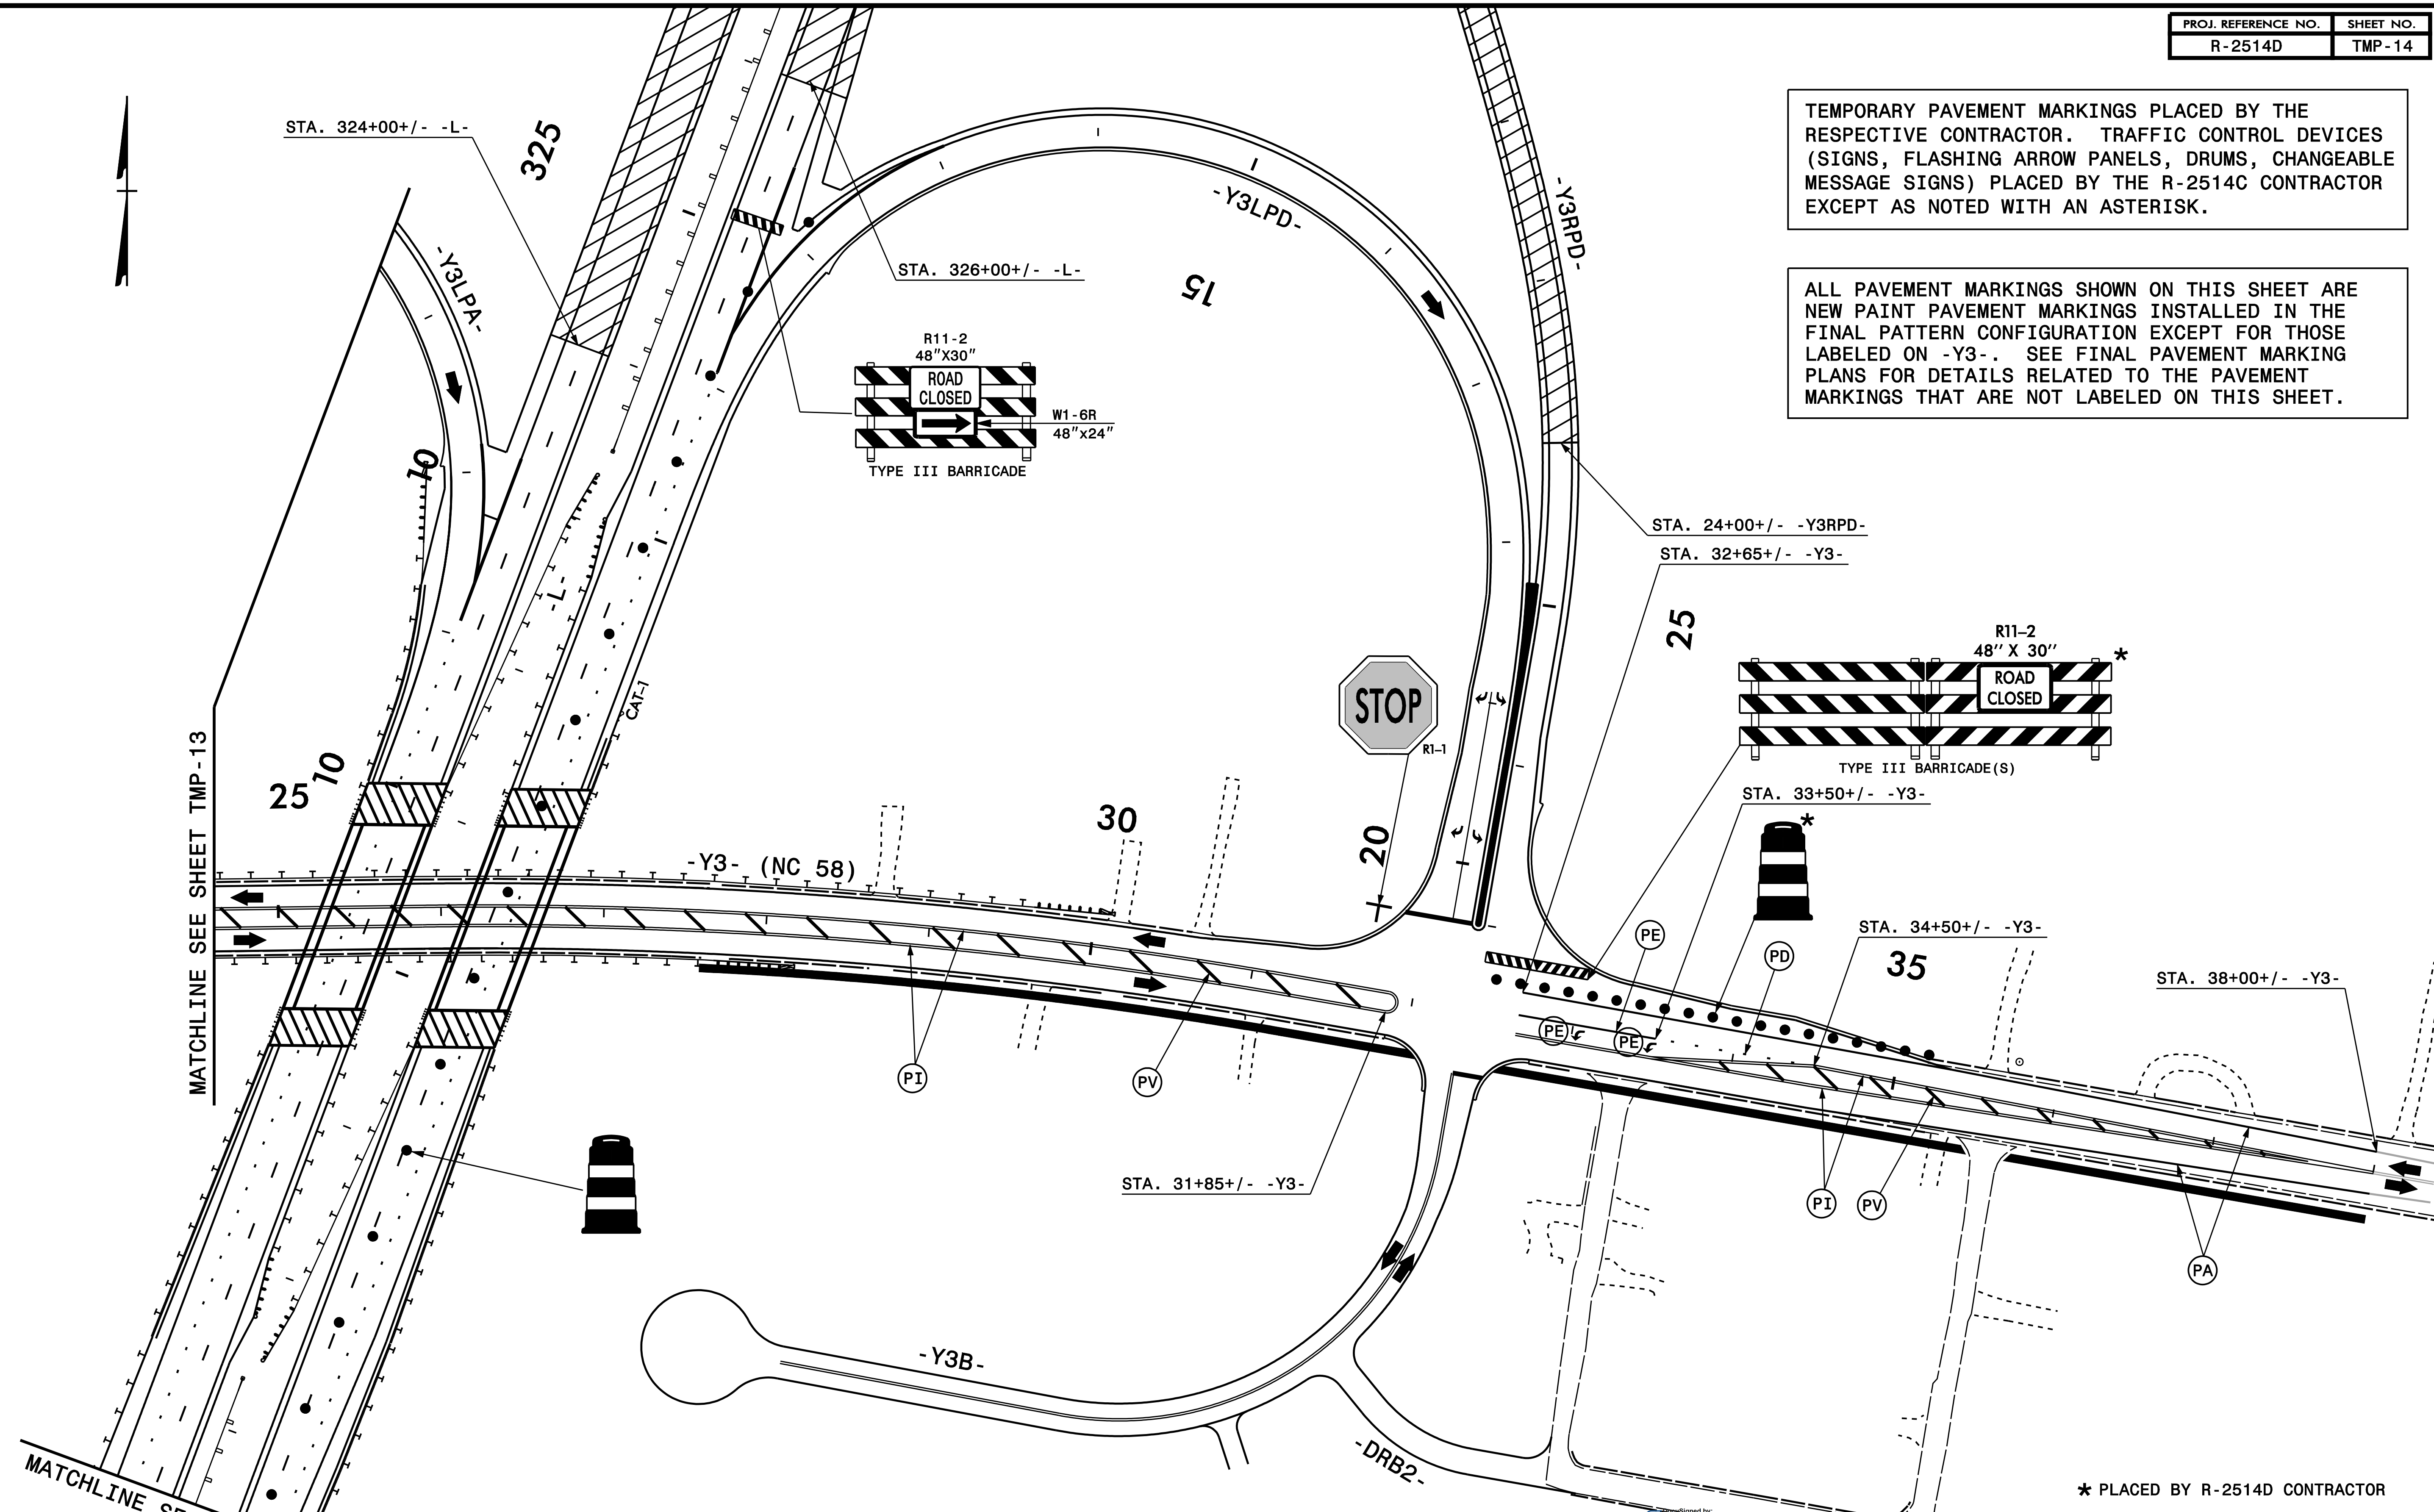 PROJ. REFERENCE NO. SHEET NO.
R-2514D TMP-14
TEMPORARY PAVEMENT MARKINGS PLACED BY THE
RESPECTIVE CONTRACTOR. TRAFFIC CONTROL DEVICES
(SIGNS, FLASHING ARROW PANELS, DRUMS, CHANGEABLE
MESSAGE SIGNS) PLACED BY THE R-2514C CONTRACTOR
EXCEPT AS NOTED WITH AN ASTERISK.
ALL PAVEMENT MARKINGS SHOWN ON THIS SHEET ARE
NEW PAINT PAVEMENT MARKINGS INSTALLED IN THE
FINAL PATTERN CONFIGURATION EXCEPT FOR THOSE
LABELED ON -Y3-. SEE FINAL PAVEMENT MARKING
PLANS FOR DETAILS RELATED TO THE PAVEMENT
MARKINGS THAT ARE NOT LABELED ON THIS SHEET.
STA. 324+00+/- -L-
325
-Y3LPD-
-Y3RPD-
-Y3LPA-
STA. 326+00+/- -L-
15
R11-2
48"X30"
ROAD
CLOSED
W1-6R
48"x24"
TYPE III BARRICADE
10
STA. 24+00+/- -Y3RPD-
STA. 32+65+/- -Y3-
-L-
25
R11-2
48" X 30"
*
ROAD
CLOSED
TYPE III BARRICADE(S)
STOP
R1-1
CAT-1
MATCHLINE SEE SHEET TMP-13
25
10
30
20
STA. 33+50+/- -Y3-
*
-Y3- (NC 58)
PE
PD
STA. 34+50+/- -Y3-
35
STA. 38+00+/- -Y3-
PE
PE
PI
PV
STA. 31+85+/- -Y3-
PI
PV
PA
-Y3B-
-DRB2-
MATCHLINE
* PLACED BY R-2514D CONTRACTOR